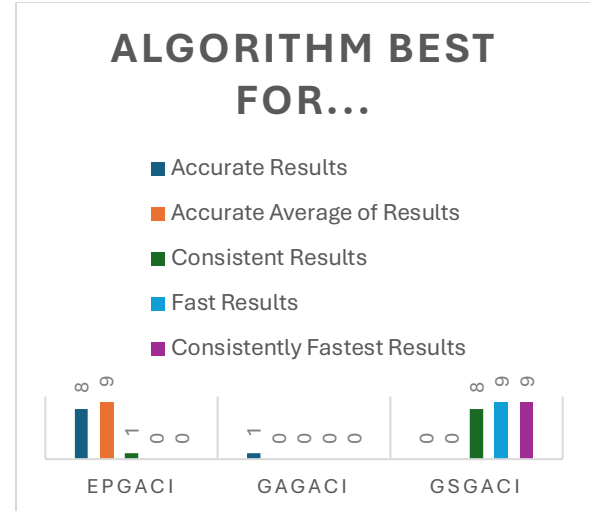 ALGORITHM BEST
FOR...
Accurate Results
Accurate Average of Results
Consistent Results
Fast Results
Consistently Fastest Results
8 9 1 0 0 1 0 0 0 0 0 0 8 9 9
EPGACI GAGACI GSGACI